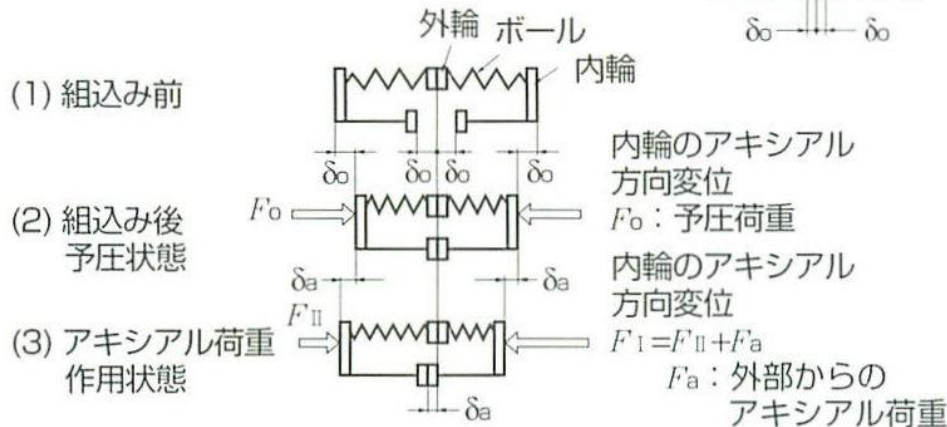 δo δo
外輪 ボール
内輪
(1) 組込み前
δo δo δo δo
内輪のアキシアル
方向変位
Fo：予圧荷重
Fo
(2) 組込み後
予圧状態
δa δa
内輪のアキシアル
方向変位
FⅡ
FⅠ=FⅡ+Fa
(3) アキシアル荷重
作用状態
Fa：外部からの
アキシアル荷重
δa